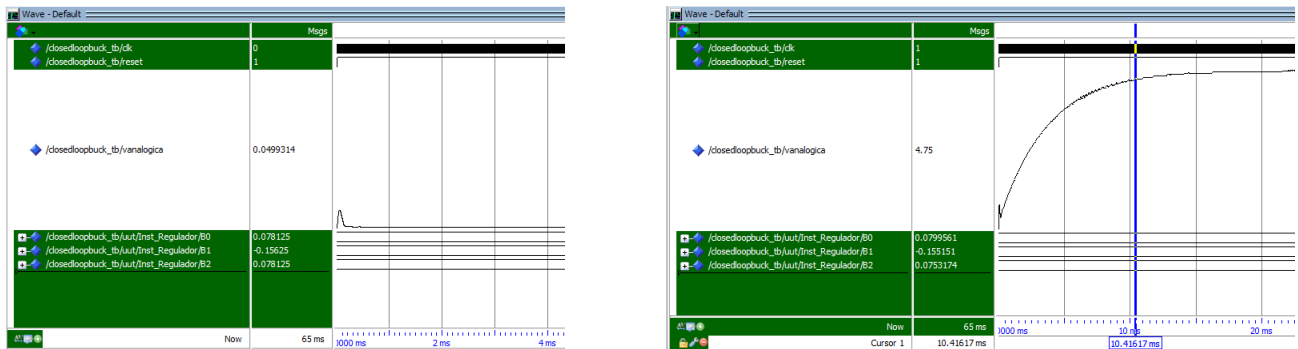 Wave - Default
Msgs
/closedloopbuck_tb/clk 0
/closedloopbuck_tb/reset 1
/closedloopbuck_tb/vanalogica 0.0499314
/closedloopbuck_tb/uut/Inst_Regulador/B0 0.078125
/closedloopbuck_tb/uut/Inst_Regulador/B1 -0.15625
/closedloopbuck_tb/uut/Inst_Regulador/B2 0.078125
Now 65 ms
)000 ms 2 ms 4 ms
Wave - Default
Msgs
/closedloopbuck_tb/clk 1
/closedloopbuck_tb/reset 1
/closedloopbuck_tb/vanalogica 4.75
/closedloopbuck_tb/uut/Inst_Regulador/B0 0.0799561
/closedloopbuck_tb/uut/Inst_Regulador/B1 -0.155151
/closedloopbuck_tb/uut/Inst_Regulador/B2 0.0753174
Now 65 ms
)000 ms 10 ms 20 ms
Cursor 1 10.41617 ms
10.41617 ms